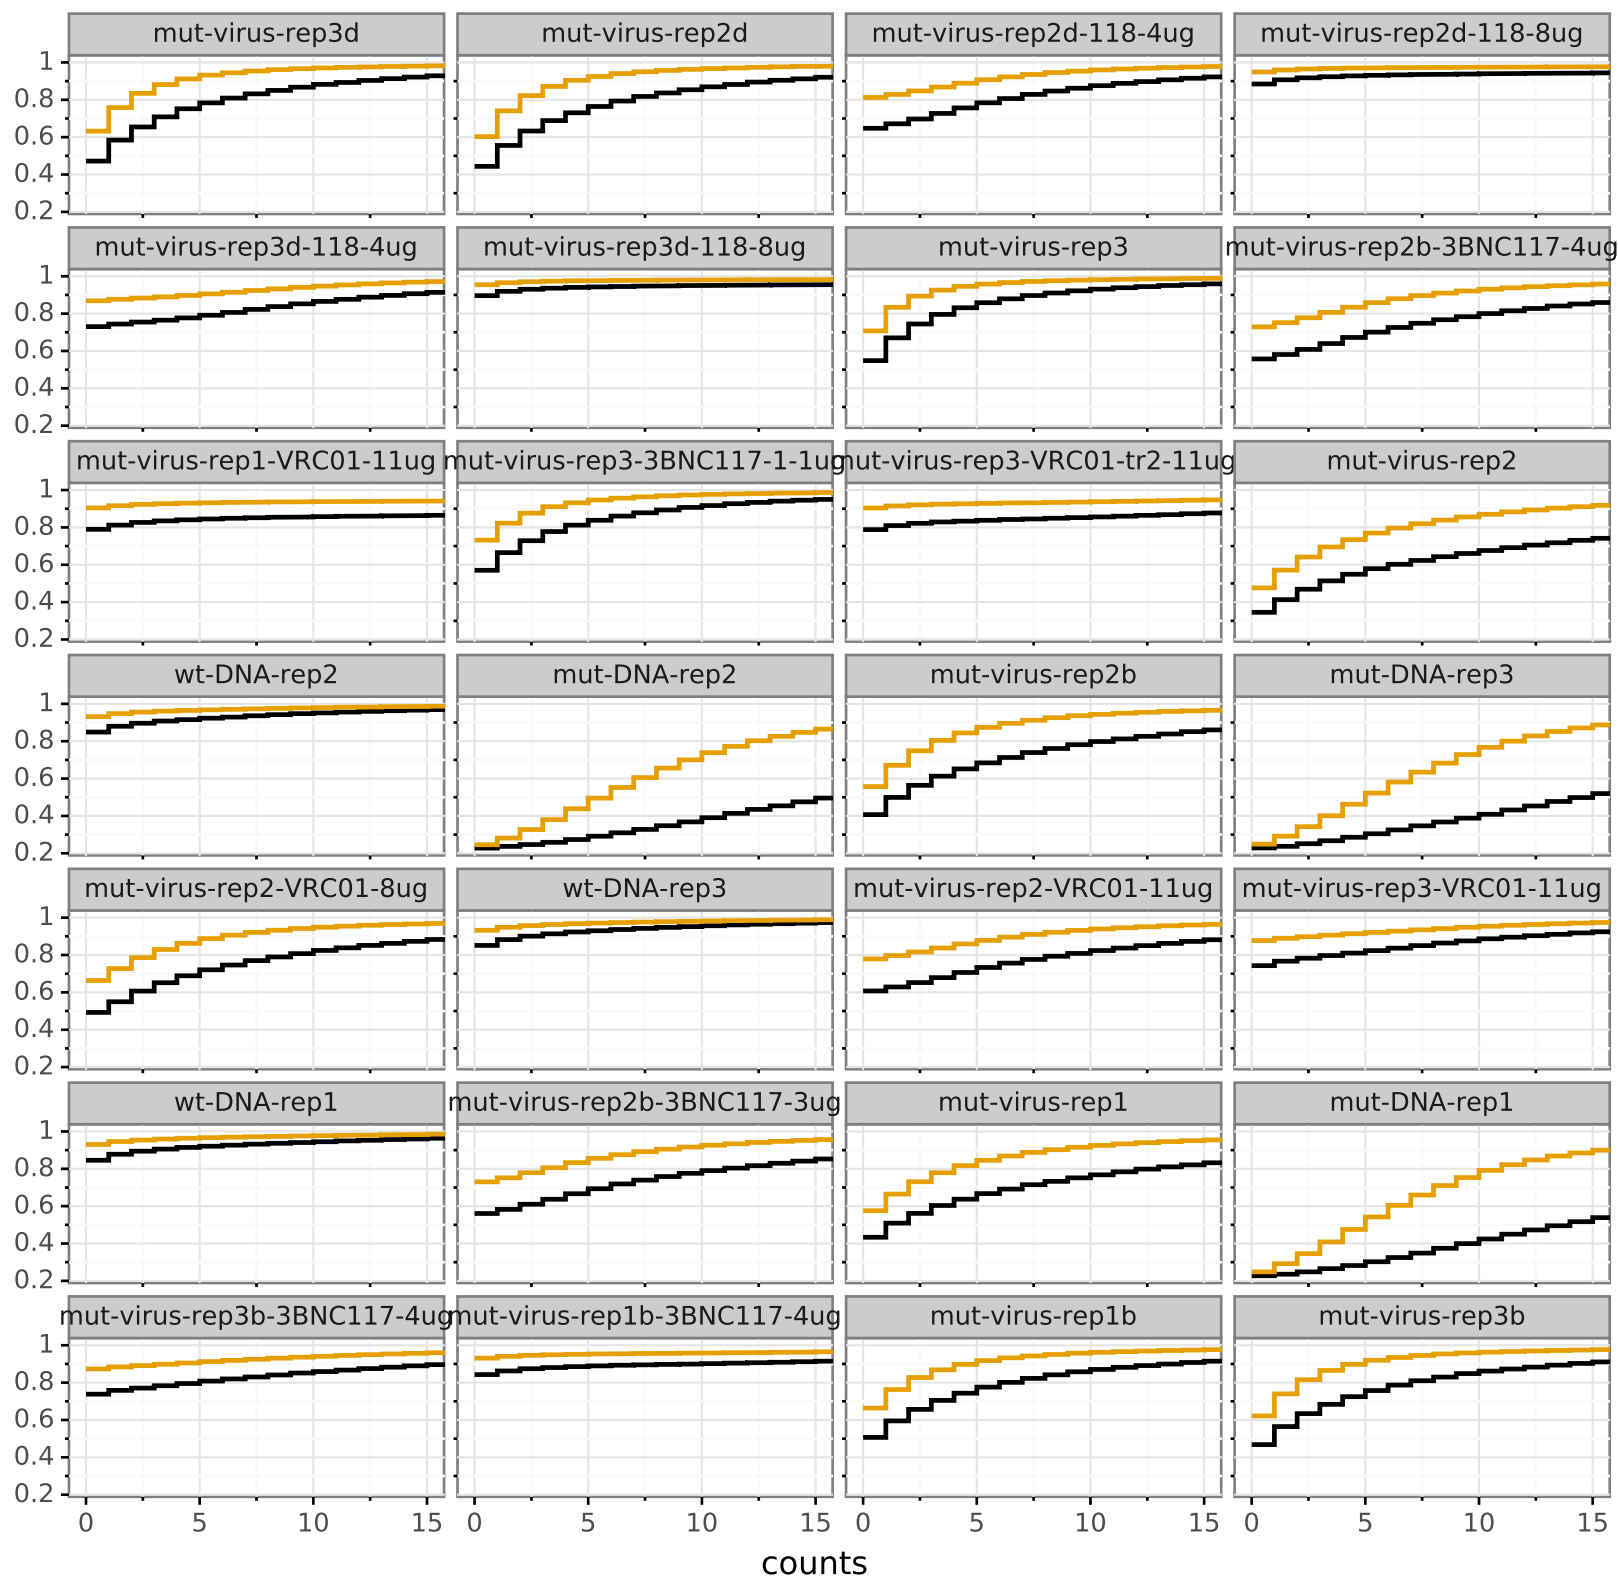 mut-virus-rep3d
mut-virus-rep2d
mut-virus-rep2d-118-4ug
mut-virus-rep2d-118-8ug
1
0.8
0.6
0.4
0.2
mut-virus-rep3d-118-4ug
mut-virus-rep3d-118-8ug
mut-virus-rep3
mut-virus-rep2b-3BNC117-4ug
1
0.8
0.6
0.4
0.2
mut-virus-rep1-VRC01-11ug
mut-virus-rep3-3BNC117-1-1ug
mut-virus-rep3-VRC01-tr2-11ug
mut-virus-rep2
1
0.8
0.6
0.4
0.2
wt-DNA-rep2
mut-DNA-rep2
mut-virus-rep2b
mut-DNA-rep3
1
0.8
0.6
0.4
0.2
mut-virus-rep2-VRC01-8ug
wt-DNA-rep3
mut-virus-rep2-VRC01-11ug
mut-virus-rep3-VRC01-11ug
1
0.8
0.6
0.4
0.2
wt-DNA-rep1
mut-virus-rep2b-3BNC117-3ug
mut-virus-rep1
mut-DNA-rep1
1
0.8
0.6
0.4
0.2
mut-virus-rep3b-3BNC117-4ug
mut-virus-rep1b-3BNC117-4ug
mut-virus-rep1b
mut-virus-rep3b
1
0.8
0.6
0.4
0.2
0 5 10 15
0 5 10 15
0 5 10 15
0 5 10 15
counts